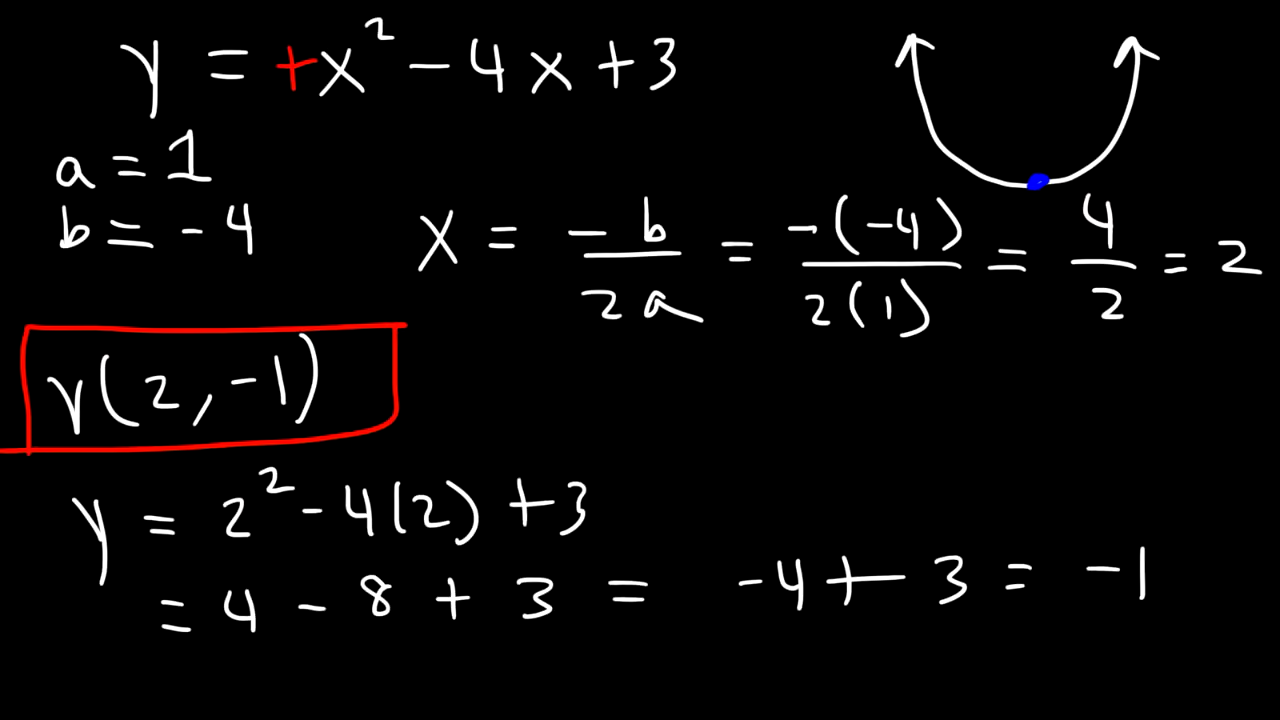 y = +x² - 4x + 3
a = 1
b = -4
x = -b/2a = -(-4)/2(1) = 4/2 = 2
V(2, -1)
y = 2² - 4(2) + 3
= 4 - 8 + 3 = -4 + 3 = -1